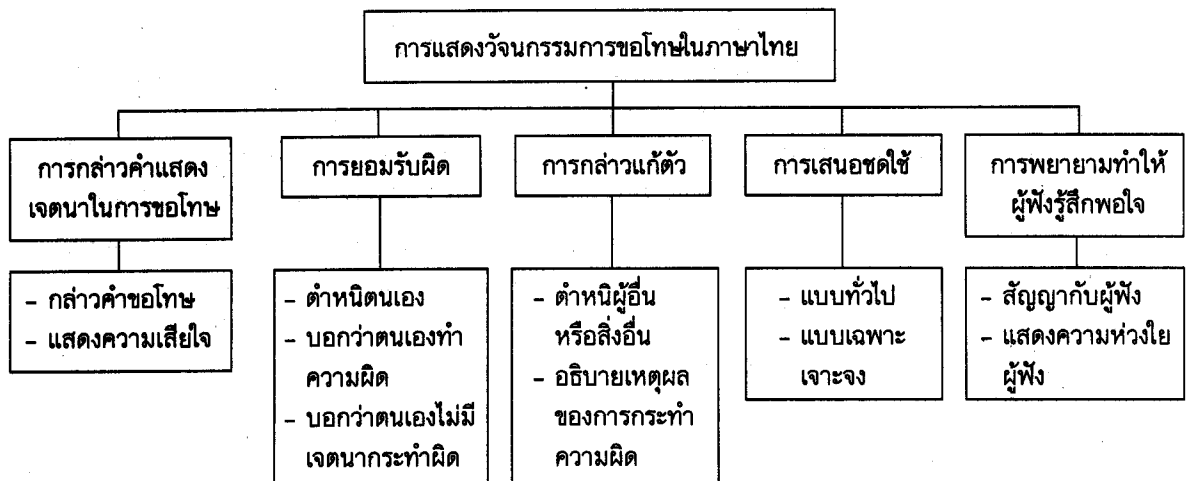 การแสดงวัจนกรรมการขอโทษในภาษาไทย
การกล่าวคำแสดง
เจตนาในการขอโทษ
การยอมรับผิด
การกล่าวแก้ตัว
การเสนอชดใช้
การพยายามทำให้
ผู้ฟังรู้สึกพอใจ
- กล่าวคำขอโทษ
- แสดงความเสียใจ
- ตำหนิตนเอง
- บอกว่าตนเองทำ
ความผิด
- บอกว่าตนเองไม่มี
เจตนากระทำผิด
- ตำหนิผู้อื่น
หรือสิ่งอื่น
- อธิบายเหตุผล
ของการกระทำ
ความผิด
- แบบทั่วไป
- แบบเฉพาะ
เจาะจง
- สัญญากับผู้ฟัง
- แสดงความห่วงใย
ผู้ฟัง